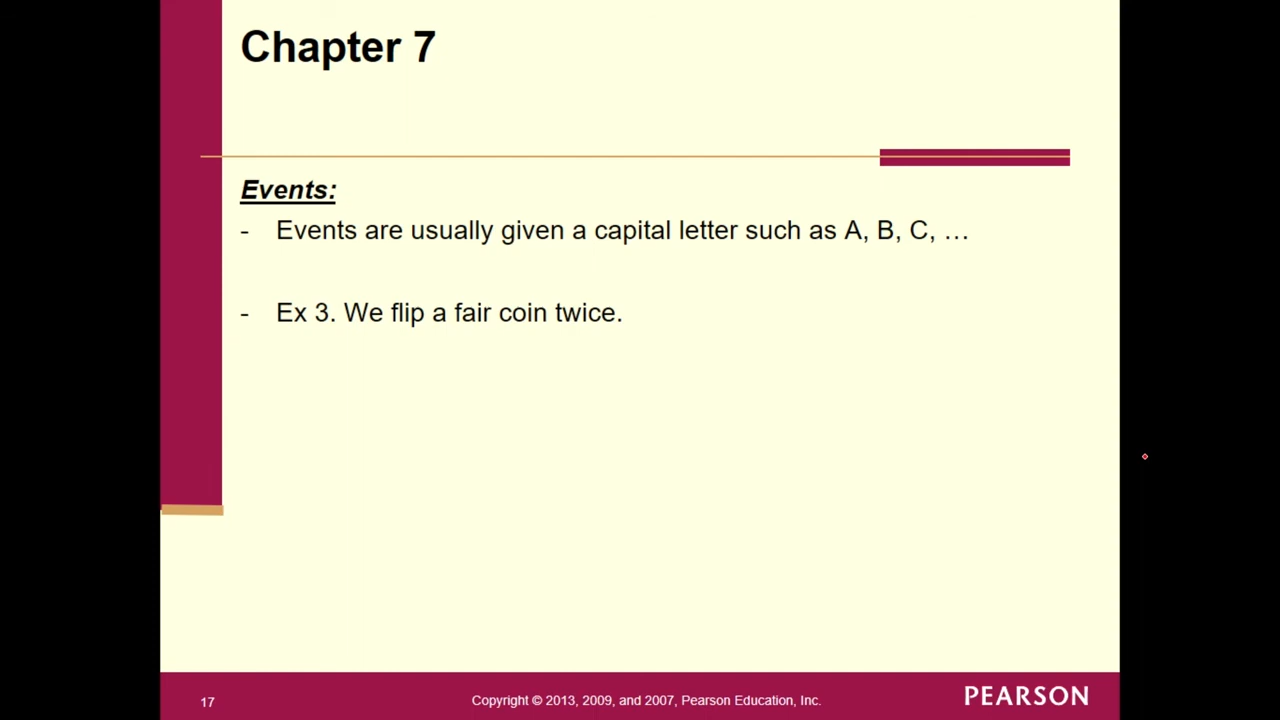 Chapter 7
Events:
- Events are usually given a capital letter such as A, B, C, …
- Ex 3. We flip a fair coin twice.
17
Copyright © 2013, 2009, and 2007, Pearson Education, Inc.
PEARSON